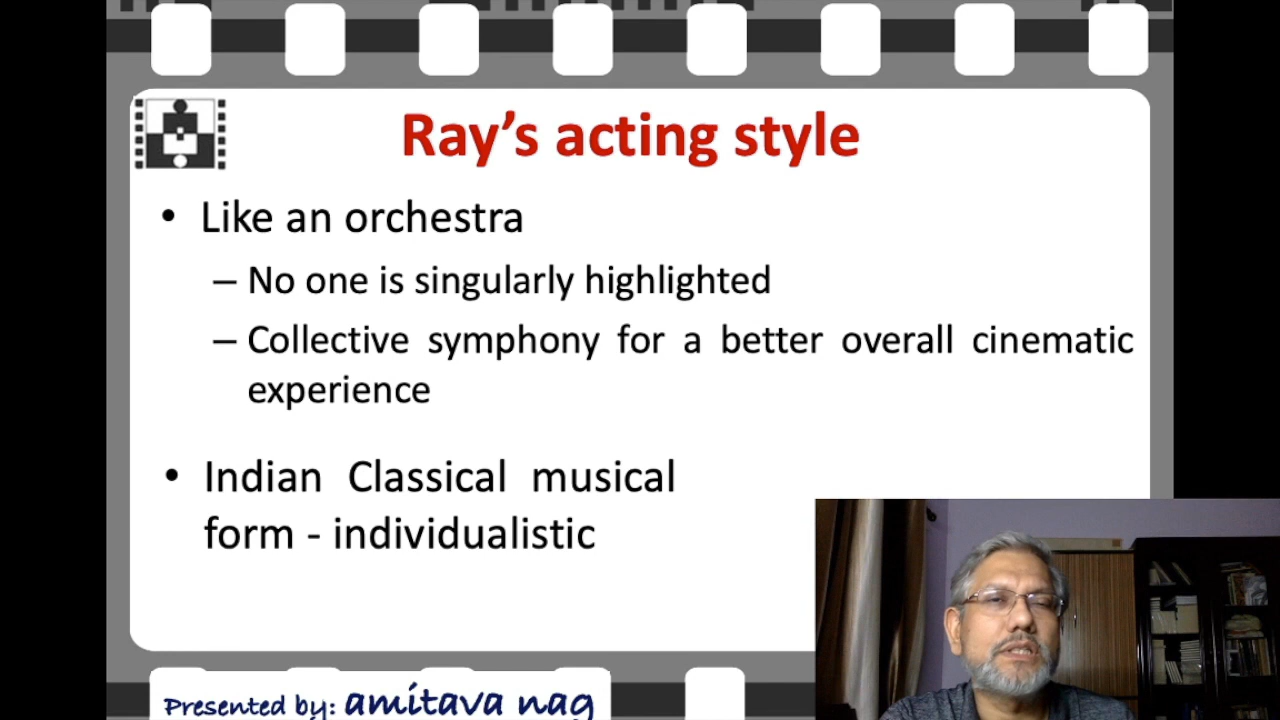 Ray's acting style
• Like an orchestra
– No one is singularly highlighted
– Collective symphony for a better overall cinematic
experience
• Indian Classical musical
form - individualistic
Presented by: amitava nag